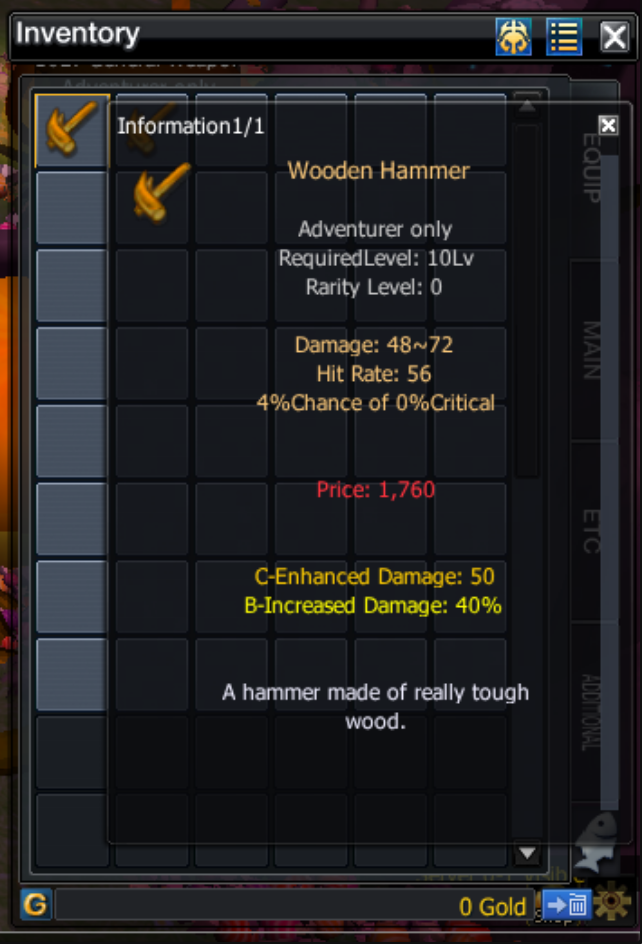 Inventory
Adventurer only
Information1/1
EQUIP
Wooden Hammer
Adventurer only
RequiredLevel: 10Lv
Rarity Level: 0
MAIN
Damage: 48~72
Hit Rate: 56
4%Chance of 0%Critical
Price: 1,760
ETC
C-Enhanced Damage: 50
B-Increased Damage: 40%
ADDITIONAL
A hammer made of really tough
wood.
G
0 Gold